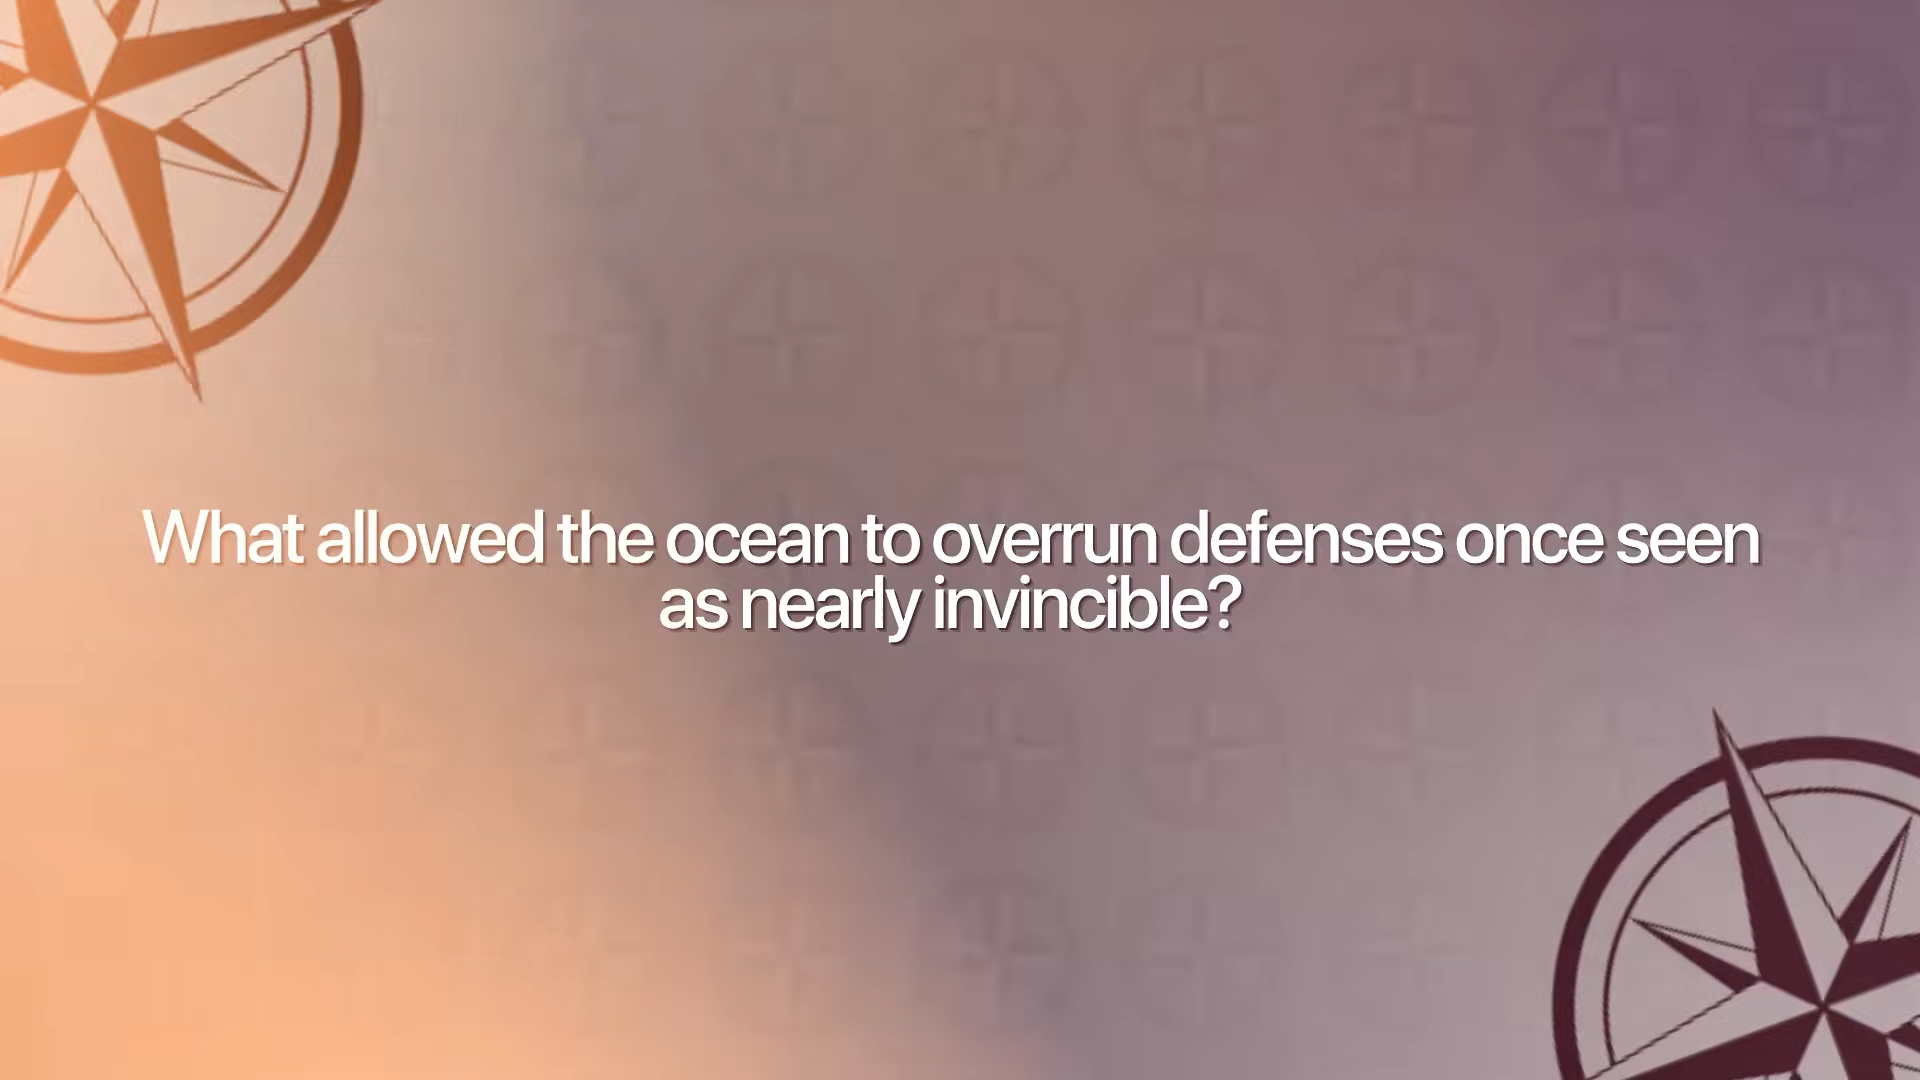 What allowed the ocean to overrun defenses once seen
as nearly invincible?